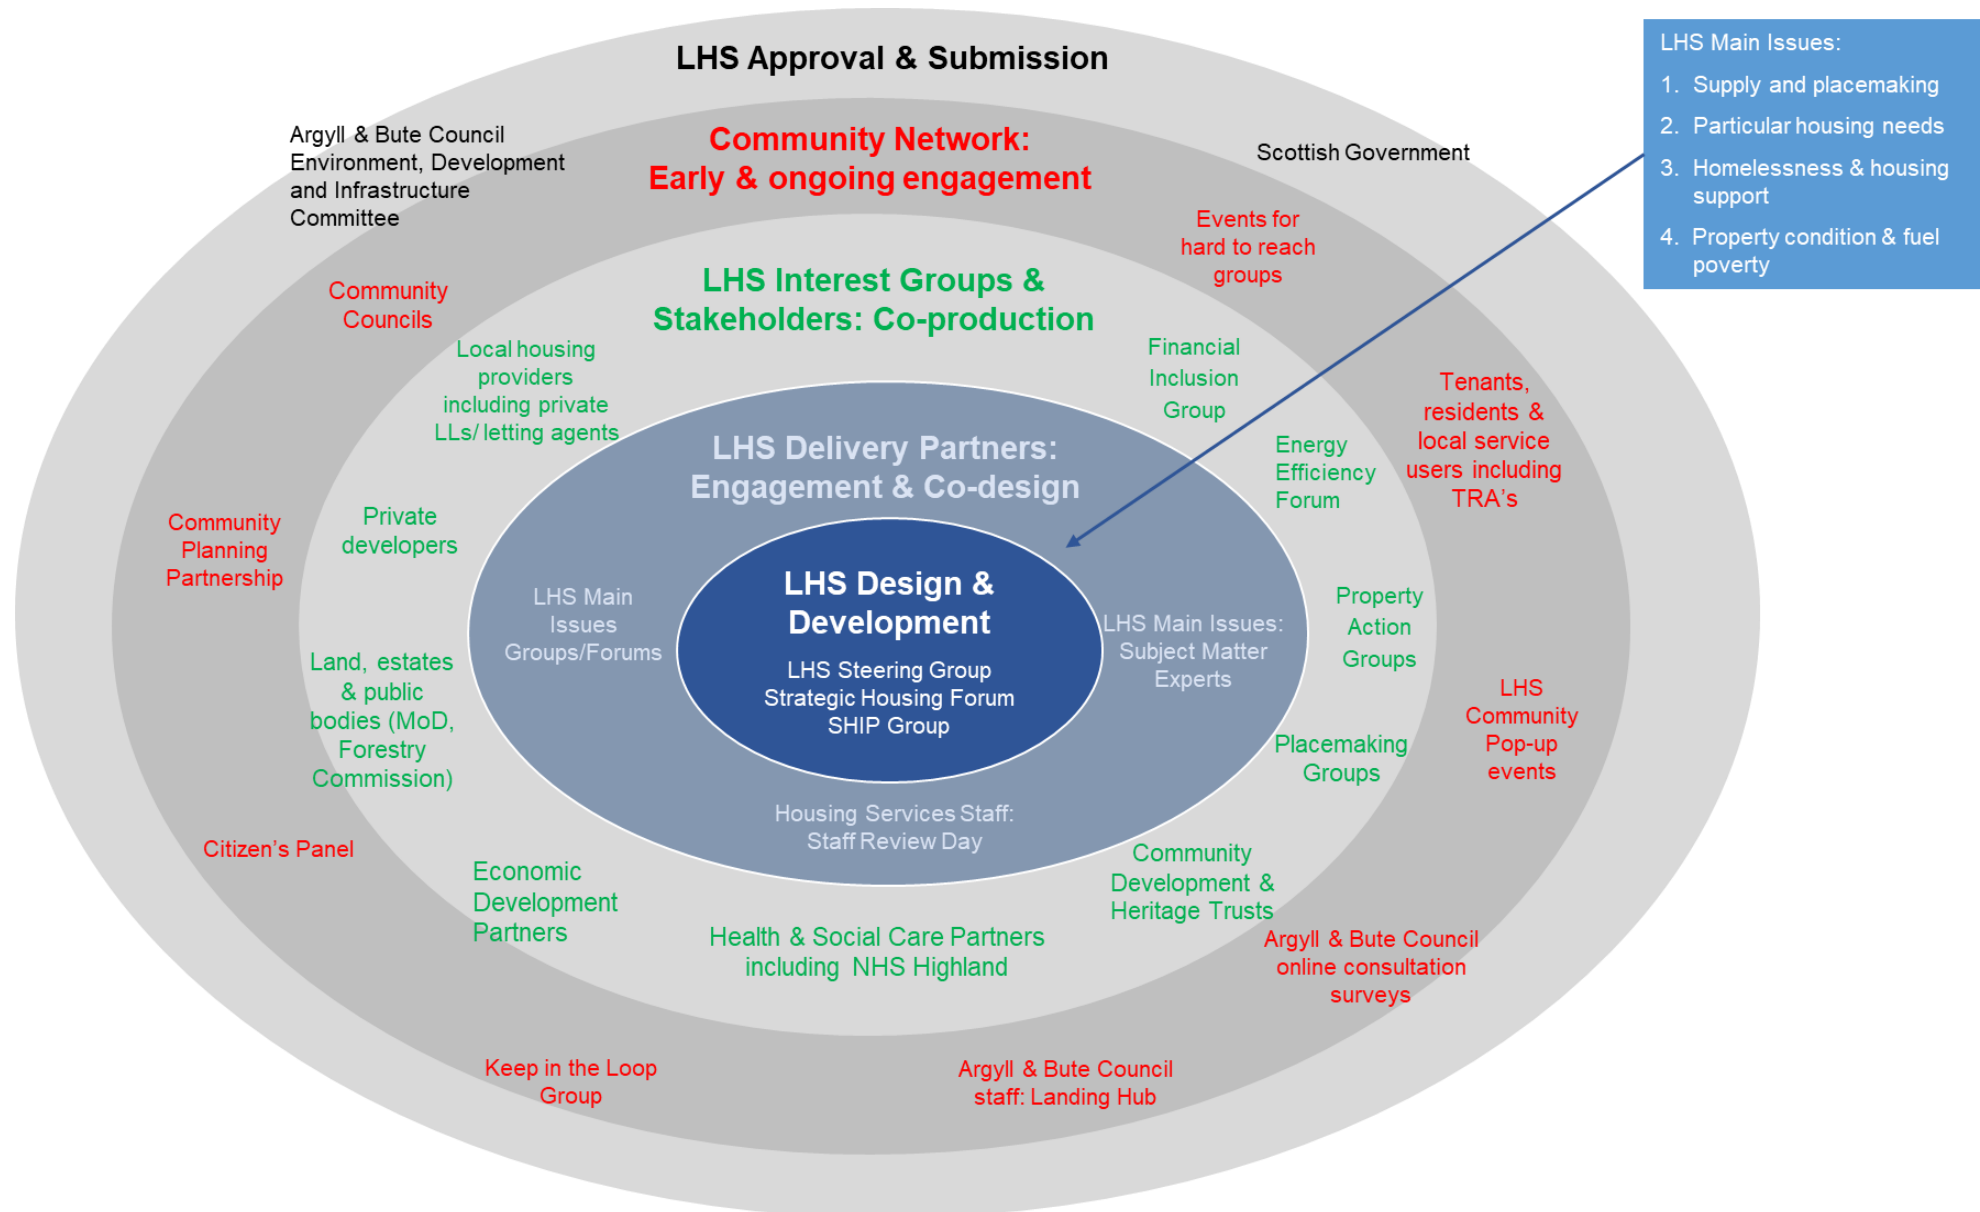 LHS Approval & Submission
LHS Main Issues:
1. Supply and placemaking
2. Particular housing needs
3. Homelessness & housing
support
4. Property condition & fuel
poverty
Argyll & Bute Council
Environment, Development
and Infrastructure
Committee
Community Network:
Early & ongoing engagement
Scottish Government
Events for
hard to reach
groups
Community
Councils
LHS Interest Groups &
Stakeholders: Co-production
Local housing
providers
including private
LLs/ letting agents
Financial
Inclusion
Group
Tenants,
residents &
local service
users including
TRA's
Energy
Efficiency
Forum
LHS Delivery Partners:
Engagement & Co-design
Community
Planning
Partnership
Private
developers
LHS Main
Issues
Groups/Forums
LHS Design &
Development
LHS Steering Group
Strategic Housing Forum
SHIP Group
LHS Main Issues:
Subject Matter
Experts
Property
Action
Groups
Land, estates
& public
bodies (MoD,
Forestry
Commission)
LHS
Community
Pop-up
events
Placemaking
Groups
Housing Services Staff:
Staff Review Day
Citizen's Panel
Economic
Development
Partners
Community
Development &
Heritage Trusts
Health & Social Care Partners
including NHS Highland
Argyll & Bute Council
online consultation
surveys
Keep in the Loop
Group
Argyll & Bute Council
staff: Landing Hub